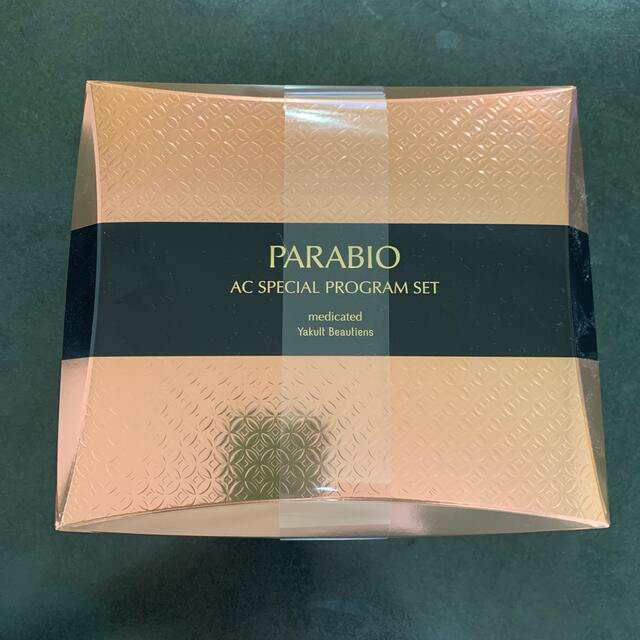 PARABIO
AC SPECIAL PROGRAM SET
medicated
Yakult Beautiens